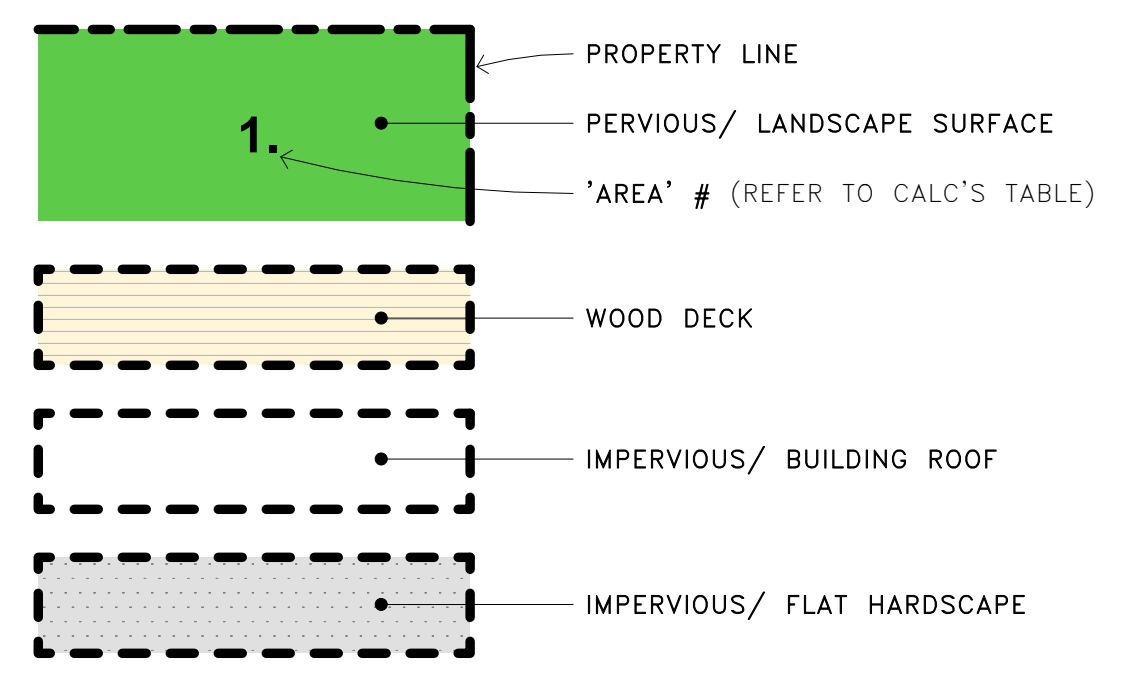 PROPERTY LINE
PERVIOUS/ LANDSCAPE SURFACE
1.
'AREA' # (REFER TO CALC'S TABLE)
WOOD DECK
IMPERVIOUS/ BUILDING ROOF
IMPERVIOUS/ FLAT HARDSCAPE